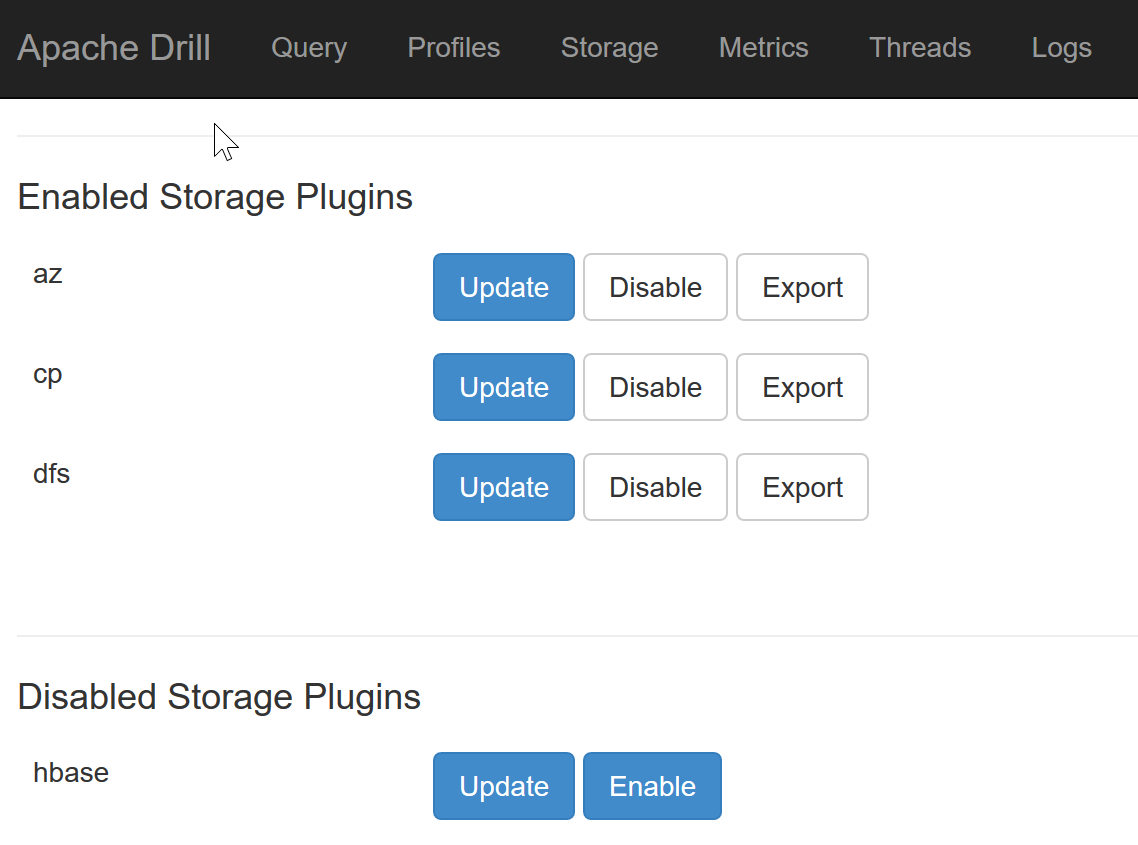 Apache Drill Query Profiles Storage Metrics Threads Logs
Enabled Storage Plugins
az Update Disable Export
cp Update Disable Export
dfs Update Disable Export
Disabled Storage Plugins
hbase Update Enable